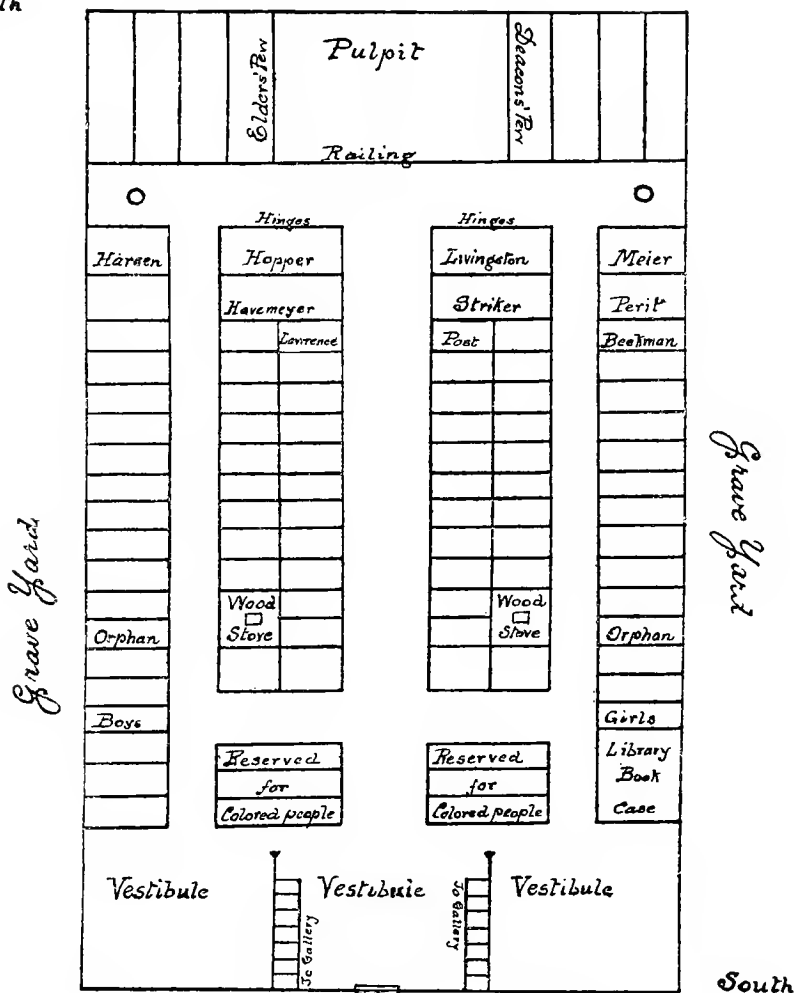 th
Elders' Pew
Pulpit
Deacons' Pew
Railing
Hinges
Hinges
Harsen
Hopper
Livingston
Meier
Havemeyer
Striker
Perit
Lawrence
Post
Beekman
Grave Yard
Grave Yard
Wood
Stove
Wood
Stove
Orphan
Orphan
Boys
Girls
Reserved
for
Colored people
Reserved
for
Colored people
Library
Book
Case
Vestibule
Vestibule
Vestibule
To Gallery
To Gallery
South